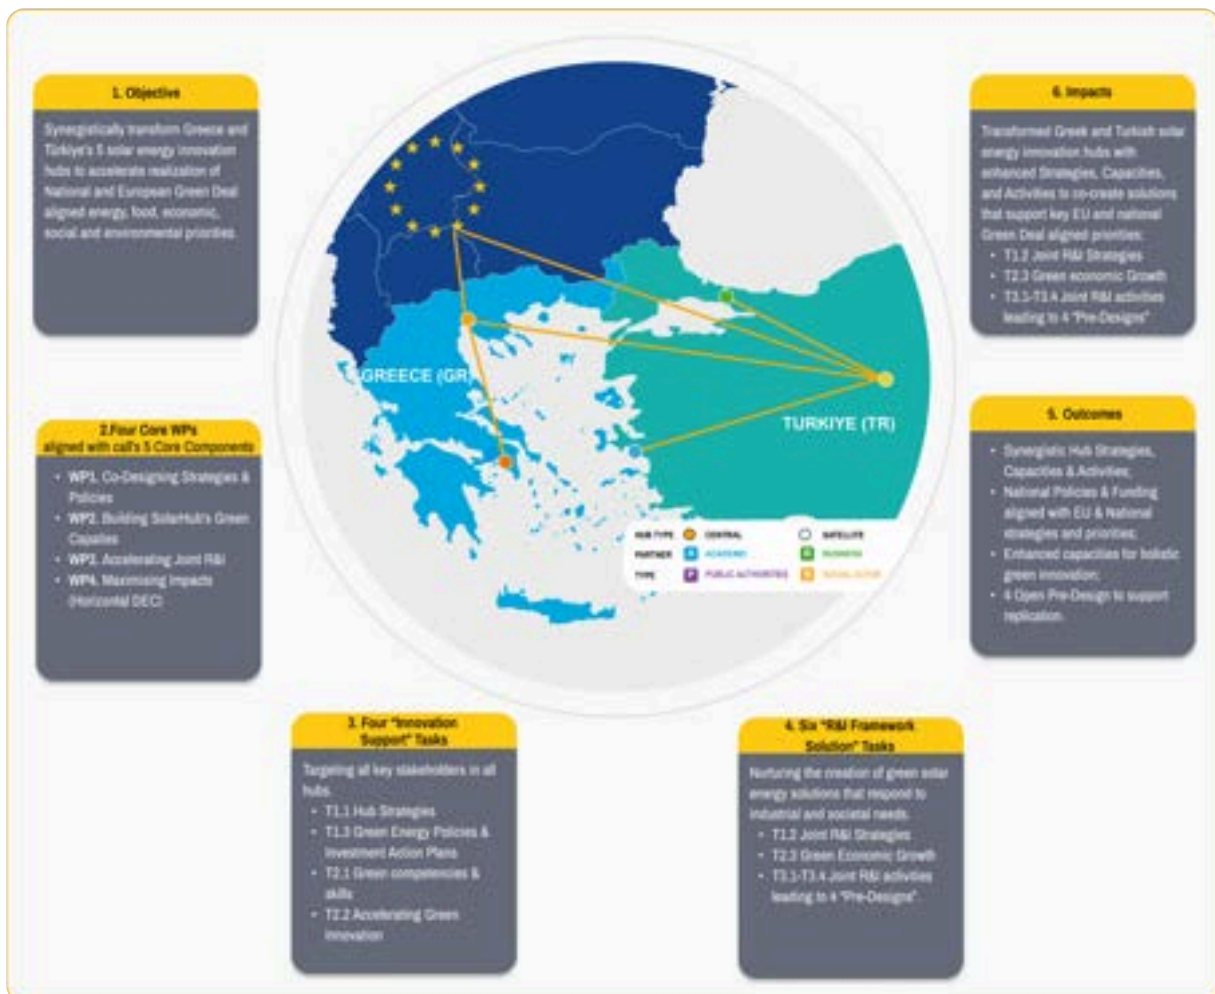 1. Objective
Synergistically transform Greece and
Türkiye's 5 solar energy innovation
hubs to accelerate realization of
National and European Green Deal
aligned energy, food, economic,
social and environmental priorities.
2.Four Core WPs
aligned with call's 5 Core Components
• WP1. Co-Designing Strategies &
Policies
• WP2. Building SolarHub's Green
• WP3. Accelerating Joint R&I
• WP4. Maximising Impacts
(Horizontal DEC)
3. Four "Innovation
Support" Tasks
Targeting all key stakeholders in all
hubs.
• T1.1 Hub Strategies
• T1.3 Green Energy Policies &
Investment Action Plans
• T2.1 Green competencies &
skills
• T2.2 Accelerating Green
Innovation
4. Six "R&I Framework
Solution" Tasks
Nurturing the creation of green solar
energy solutions that respond to
industrial and societal needs.
• T1.2 Joint R&I Strategies
• T2.3 Green Economic Growth
• T3.1-T3.4 Joint R&I activities
leading to 4 "Pre-Designs"
5. Outcomes
• Synergistic Hub Strategies,
Capacities & Activities;
• National Policies & Funding
aligned with EU & National
strategies and priorities;
• Enhanced capacities for holistic
green innovation;
Open Pre-Design to support
replication.
6. Impacts
Transformed Greek and Turkish solar
energy innovation hubs with
enhanced Strategies, Capacities,
and Activities to co-create solutions
that support key EU and national
Green Deal aligned priorities:
• T1.2 Joint R&I Strategies
• T2.3 Green economic Growth
• T3.1-T3.4 Joint R&I activities
leading to 4 "Pre-Designs"
GREECE (GR)
TURKIYE (TR)
HUB TYPE CENTRAL SATELLITE
PARTNER ACADEMIC BUSINESS
TYPE P PUBLIC AUTHORITIES